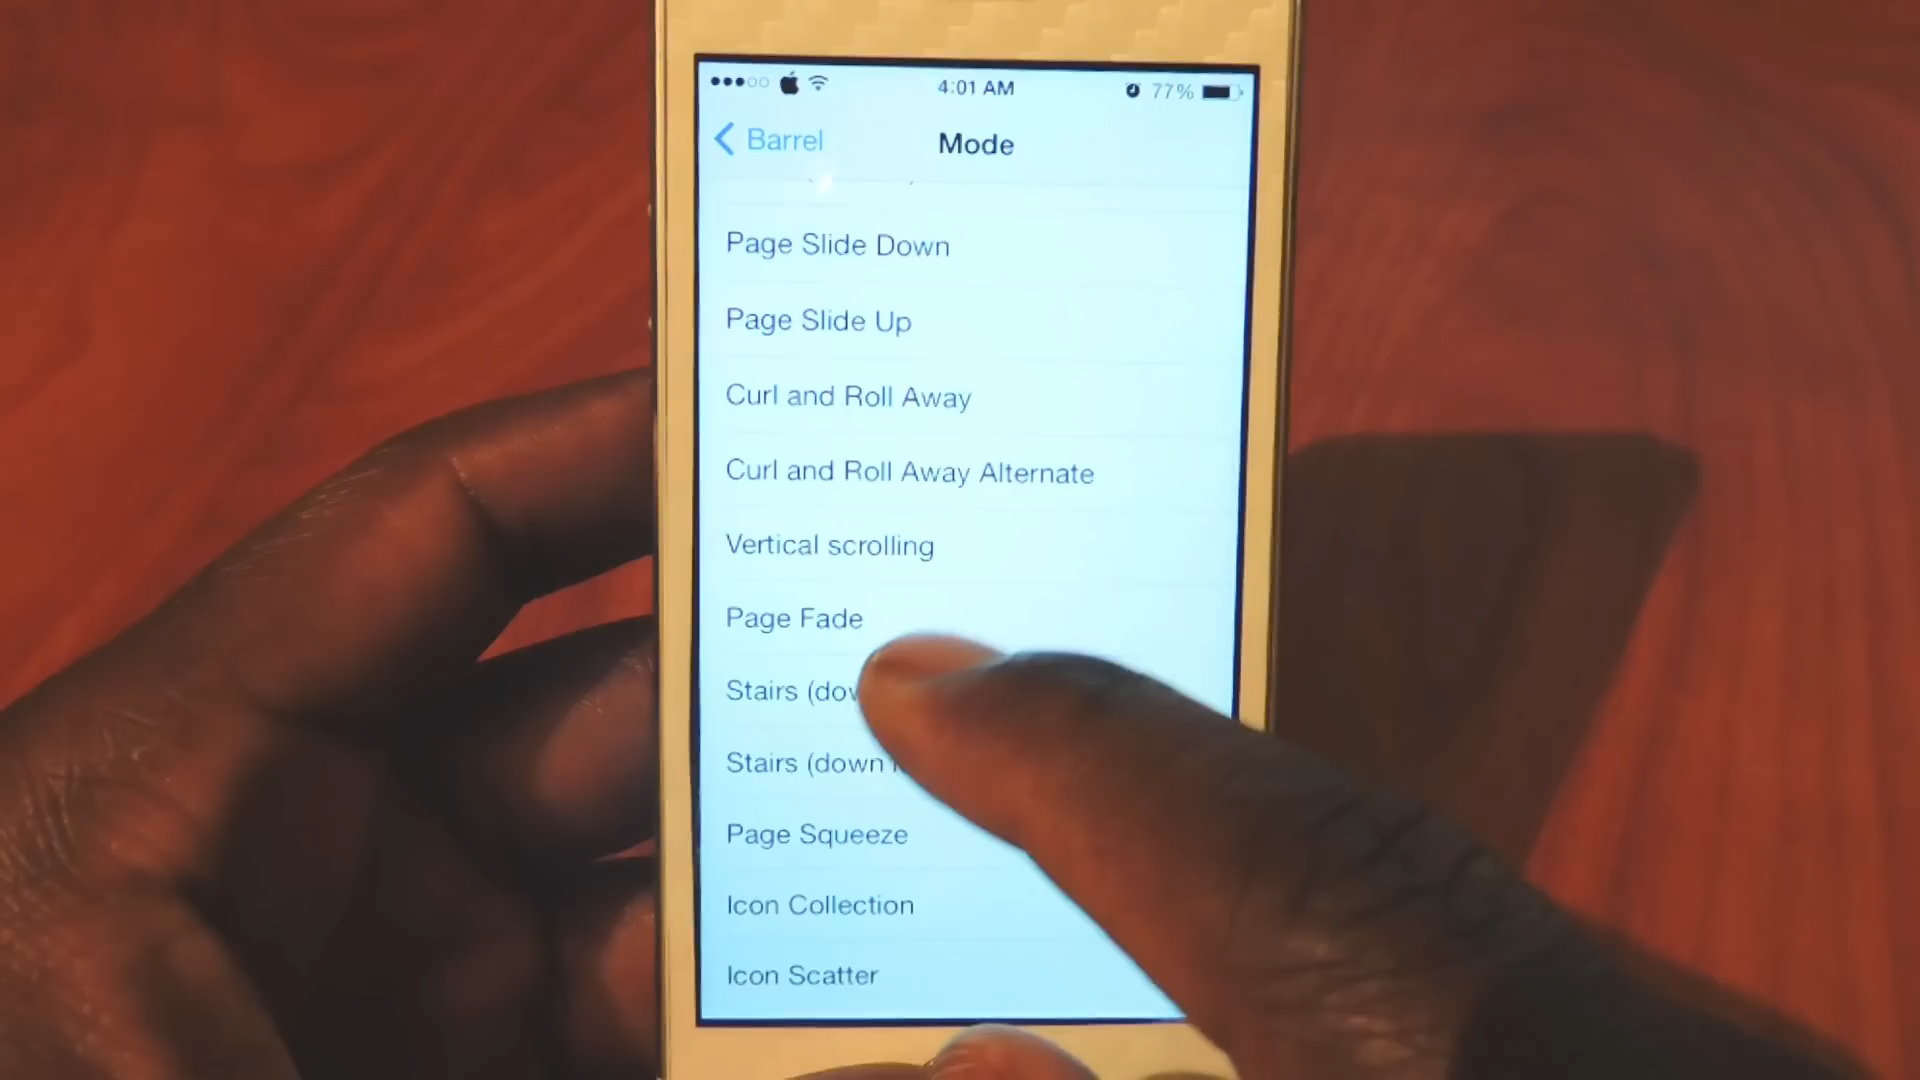 4:01 AM 77%
Barrel Mode
Page Slide Down
Page Slide Up
Curl and Roll Away
Curl and Roll Away Alternate
Vertical scrolling
Page Fade
Stairs
Stairs (down
Page Squeeze
Icon Collection
Icon Scatter